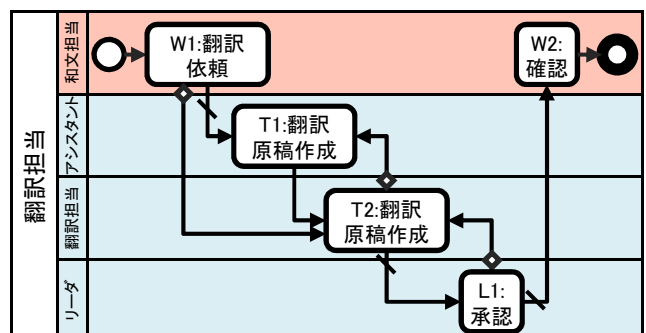 翻訳担当
和文担当
アシスタント
翻訳担当
リーダ
W1:翻訳
依頼
W2:
確認
T1:翻訳
原稿作成
T2:翻訳
原稿作成
L1:
承認